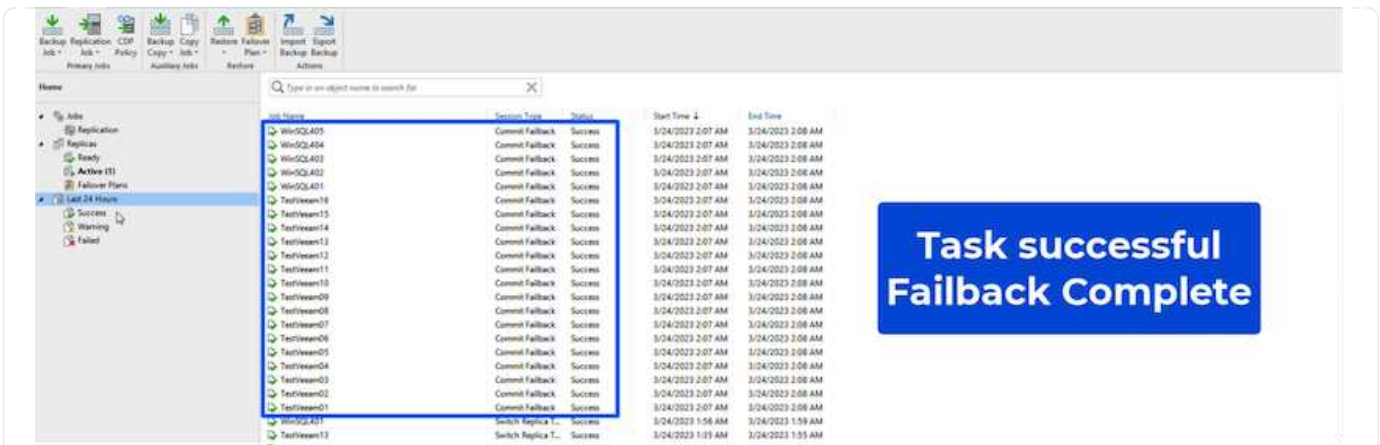 Backup Replication CDP Backup Copy Restore Failover Import Export
Job Job Policy Copy Job Plan Backup Backup
Primary Jobs Auxiliary Jobs Restore Actions
Home
Type in an object name to search for
Jobs
Replication
Replicas
Ready
Active (1)
Failover Plans
Last 24 Hours
Success
Warning
Failed
Job Name Session Type Status Start Time ↓ End Time
WinSQL405 Commit Failback Success 3/24/2023 2:07 AM 3/24/2023 2:08 AM
WinSQL404 Commit Failback Success 3/24/2023 2:07 AM 3/24/2023 2:08 AM
WinSQL403 Commit Failback Success 3/24/2023 2:07 AM 3/24/2023 2:08 AM
WinSQL402 Commit Failback Success 3/24/2023 2:07 AM 3/24/2023 2:08 AM
WinSQL401 Commit Failback Success 3/24/2023 2:07 AM 3/24/2023 2:08 AM
TestVeeam16 Commit Failback Success 3/24/2023 2:07 AM 3/24/2023 2:08 AM
TestVeeam15 Commit Failback Success 3/24/2023 2:07 AM 3/24/2023 2:08 AM
TestVeeam14 Commit Failback Success 3/24/2023 2:07 AM 3/24/2023 2:08 AM
TestVeeam13 Commit Failback Success 3/24/2023 2:07 AM 3/24/2023 2:08 AM
TestVeeam12 Commit Failback Success 3/24/2023 2:07 AM 3/24/2023 2:08 AM
TestVeeam11 Commit Failback Success 3/24/2023 2:07 AM 3/24/2023 2:08 AM
TestVeeam10 Commit Failback Success 3/24/2023 2:07 AM 3/24/2023 2:08 AM
TestVeeam09 Commit Failback Success 3/24/2023 2:07 AM 3/24/2023 2:08 AM
TestVeeam08 Commit Failback Success 3/24/2023 2:07 AM 3/24/2023 2:08 AM
TestVeeam07 Commit Failback Success 3/24/2023 2:07 AM 3/24/2023 2:08 AM
TestVeeam06 Commit Failback Success 3/24/2023 2:07 AM 3/24/2023 2:08 AM
TestVeeam05 Commit Failback Success 3/24/2023 2:07 AM 3/24/2023 2:08 AM
TestVeeam04 Commit Failback Success 3/24/2023 2:07 AM 3/24/2023 2:08 AM
TestVeeam03 Commit Failback Success 3/24/2023 2:07 AM 3/24/2023 2:08 AM
TestVeeam02 Commit Failback Success 3/24/2023 2:07 AM 3/24/2023 2:08 AM
TestVeeam01 Commit Failback Success 3/24/2023 2:07 AM 3/24/2023 2:08 AM
WinSQL401 Switch Replica T... Success 3/24/2023 1:56 AM 3/24/2023 1:59 AM
TestVeeam13 Switch Replica T... Success 3/24/2023 1:35 AM 3/24/2023 1:55 AM
Task successful
Failback Complete